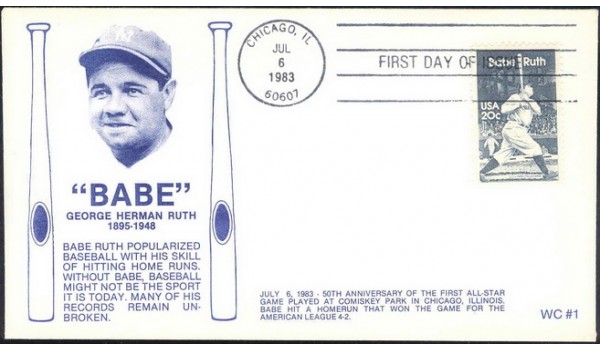 CHICAGO, IL
JUL
6
1983
60607
FIRST DAY OF
Babe Ruth
USA
20c
"BABE"
GEORGE HERMAN RUTH
1895-1948
BABE RUTH POPULARIZED
BASEBALL WITH HIS SKILL
OF HITTING HOME RUNS.
WITHOUT BABE, BASEBALL
MIGHT NOT BE THE SPORT
IT IS TODAY. MANY OF HIS
RECORDS REMAIN UN-
BROKEN.
JULY 6, 1983 - 50TH ANNIVERSARY OF THE FIRST ALL-STAR
GAME PLAYED AT COMISKEY PARK IN CHICAGO, ILLINOIS.
BABE HIT A HOMERUN THAT WON THE GAME FOR THE
AMERICAN LEAGUE 4-2.
WC #1